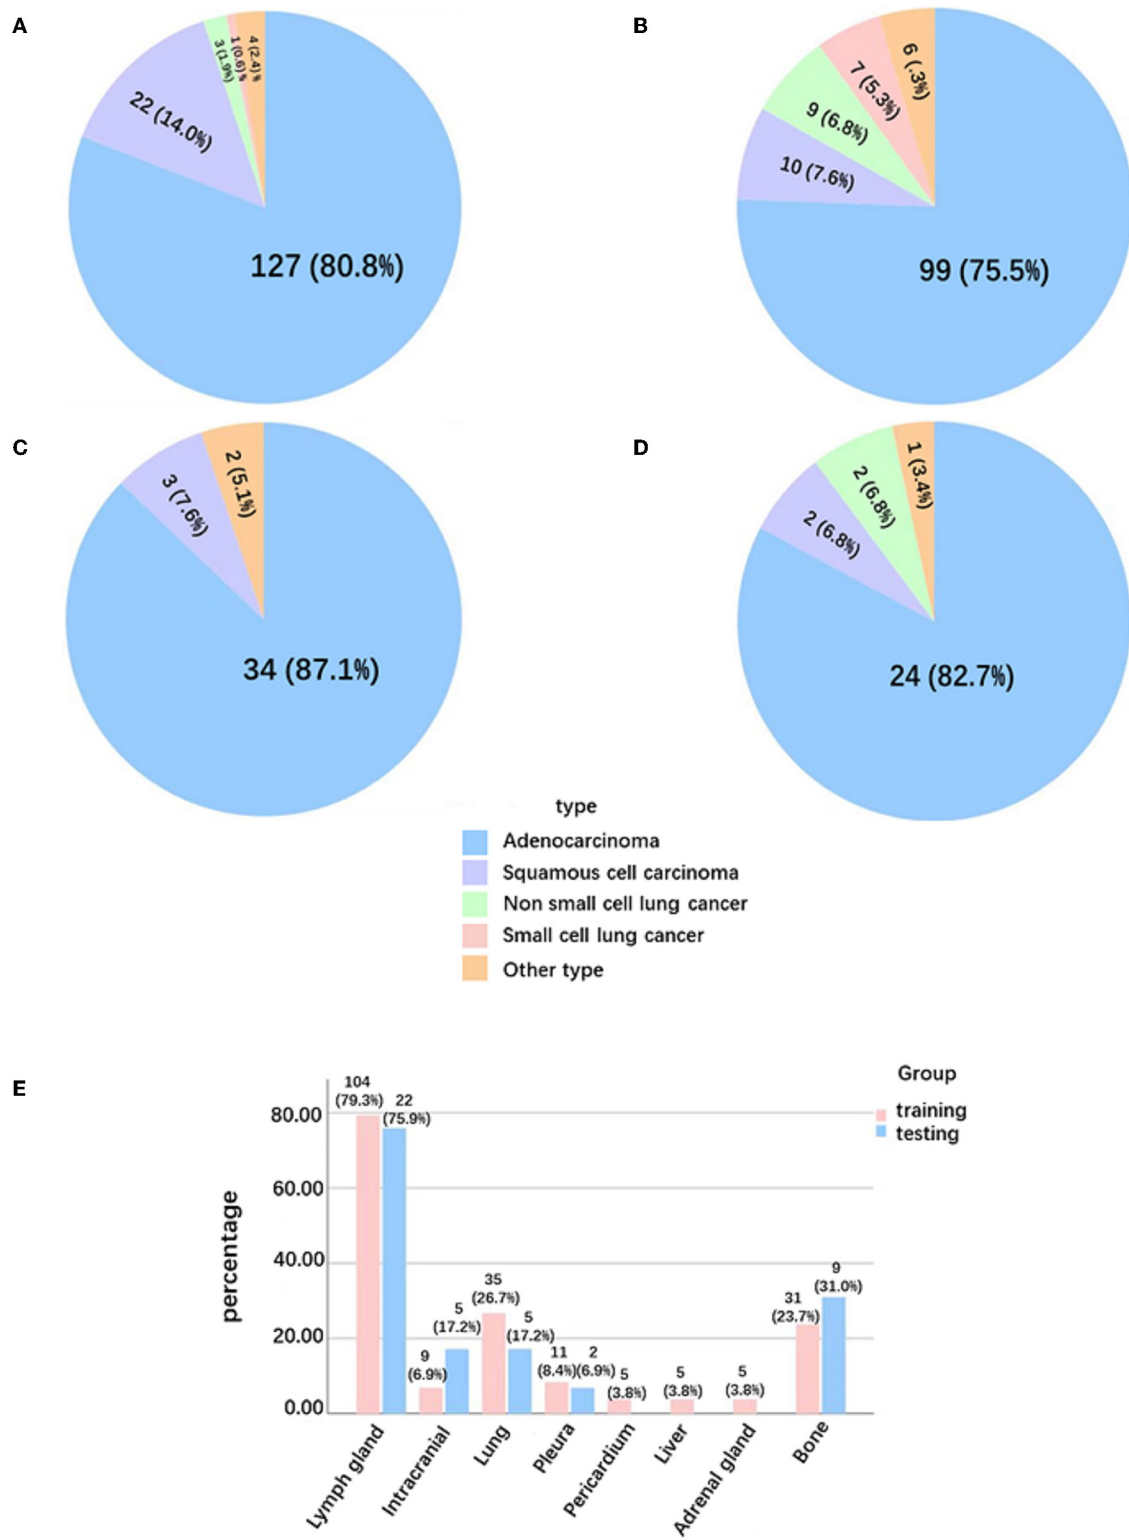 A
B
22 (14.0%)
3 (1.9%)
1 (0.6) %
4 (2.4) %
127 (80.8%)
10 (7.6%)
9 (6.8%)
7 (5.3%)
6 (.3%)
99 (75.5%)
C
D
3 (7.6%)
2 (5.1%)
34 (87.1%)
2 (6.8%)
2 (6.8%)
1 (3.4%)
24 (82.7%)
type
Adenocarcinoma
Squamous cell carcinoma
Non small cell lung cancer
Small cell lung cancer
Other type
E
Group
training
testing
percentage
80.00
60.00
40.00
20.00
0.00
104
(79.3%)
22
(75.9%)
9
(6.9%)
5
(17.2%)
35
(26.7%)
5
(17.2%)
11
(8.4%)
2
(6.9%)
5
(3.8%)
5
(3.8%)
5
(3.8%)
31
(23.7%)
9
(31.0%)
Lymph gland
Intracranial
Lung
Pleura
Pericardium
Liver
Adrenal gland
Bone